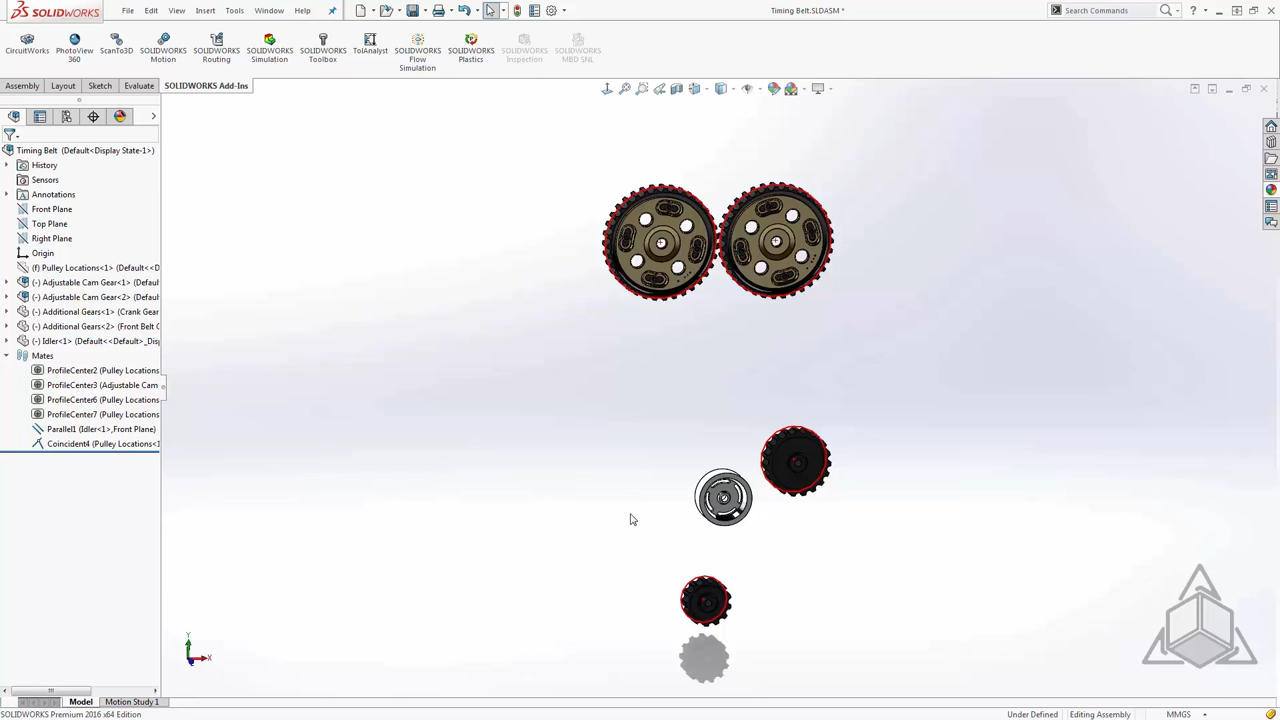 SOLIDWORKS
File Edit View Insert Tools Window Help
Timing Belt.SLDASM *
Search Commands
CircuitWorks
PhotoView 360
ScanTo3D
SOLIDWORKS Motion
SOLIDWORKS Routing
SOLIDWORKS Simulation
SOLIDWORKS Toolbox
TolAnalyst
SOLIDWORKS Flow Simulation
SOLIDWORKS Plastics
SOLIDWORKS Inspection
SOLIDWORKS MBD SNL
Assembly Layout Sketch Evaluate SOLIDWORKS Add-Ins
Timing Belt (Default<Display State-1>)
History
Sensors
Annotations
Front Plane
Top Plane
Right Plane
Origin
(f) Pulley Locations<1> (Default<<D
(-) Adjustable Cam Gear<1> (Default
(-) Adjustable Cam Gear<2> (Default
(-) Additional Gears<1> (Crank Gear
(-) Additional Gears<2> (Front Belt C
(-) Idler<1> (Default<<Default>_Disp
Mates
ProfileCenter2 (Pulley Locations
ProfileCenter3 (Adjustable Cam
ProfileCenter6 (Pulley Locations
ProfileCenter7 (Pulley Locations
Parallel1 (Idler<1>,Front Plane)
Coincident4 (Pulley Locations<1
Y
X
Model Motion Study 1
SOLIDWORKS Premium 2016 x64 Edition
Under Defined
Editing Assembly
MMGS